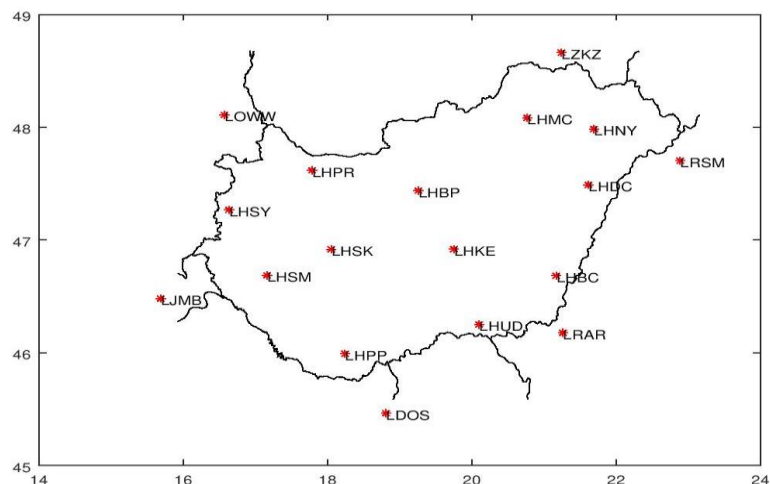 49
LZKZ
LOWW
48
LHMC
LHNY
LRSM
LHPR
LHDC
LHBP
LHSY
47
LHSK
LHKE
LHSM
LHBC
LJMB
LHUD
LRAR
46
LHPP
LDOS
45
14 16 18 20 22 24